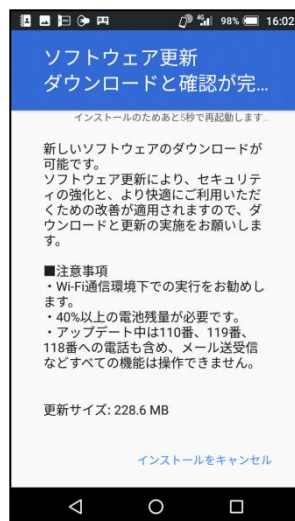 98% 16:02
ソフトウェア更新
ダウンロードと確認が完...
インストールのためあと5秒で再起動します...
新しいソフトウェアのダウンロードが
可能です。
ソフトウェア更新により、セキュリテ
ィの強化と、より快適にご利用いただ
くための改善が適用されますので、ダ
ウンロードと更新の実施をお願いしま
す。
■注意事項
・Wi-Fi通信環境下での実行をお勧めし
ます。
・40%以上の電池残量が必要です。
・アップデート中は110番、119番、
118番への電話も含め、メール送受信
などすべての機能は操作できません。
更新サイズ: 228.6 MB
インストールをキャンセル